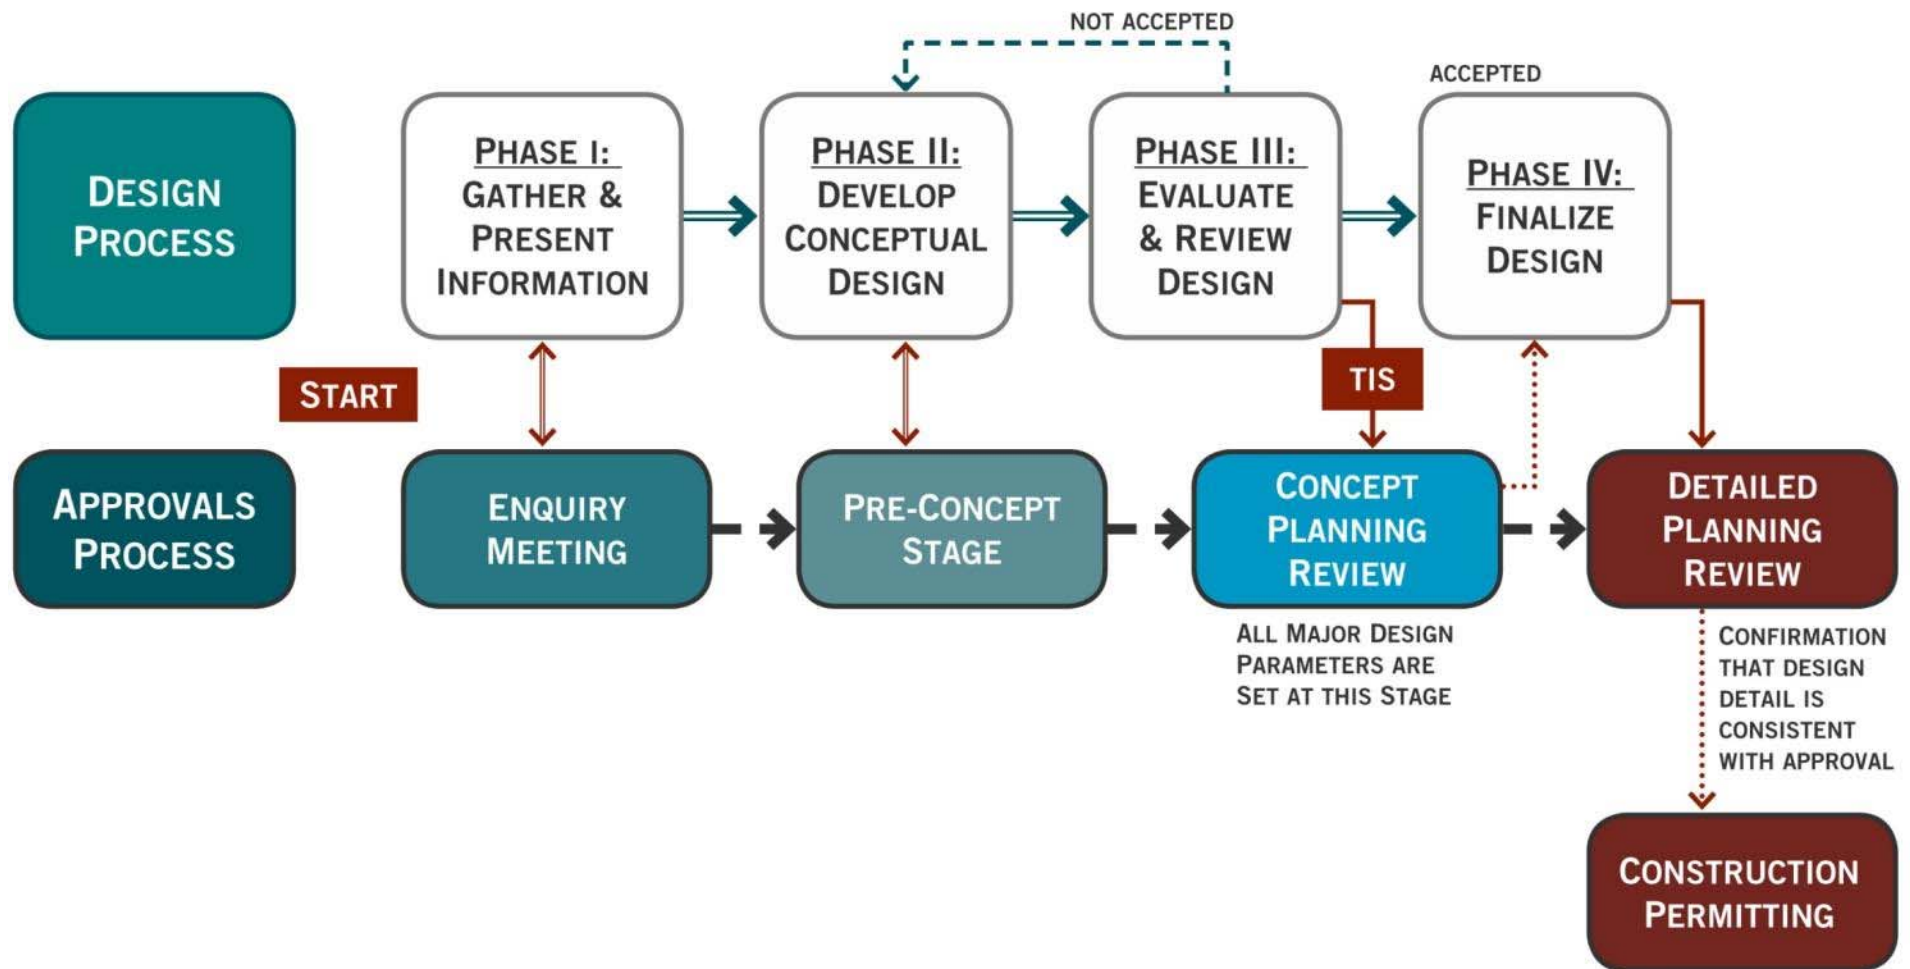 NOT ACCEPTED
ACCEPTED
DESIGN
PROCESS
PHASE I:
GATHER &
PRESENT
INFORMATION
PHASE II:
DEVELOP
CONCEPTUAL
DESIGN
PHASE III:
EVALUATE
& REVIEW
DESIGN
PHASE IV:
FINALIZE
DESIGN
START
TIS
APPROVALS
PROCESS
ENQUIRY
MEETING
PRE-CONCEPT
STAGE
CONCEPT
PLANNING
REVIEW
DETAILED
PLANNING
REVIEW
ALL MAJOR DESIGN
PARAMETERS ARE
SET AT THIS STAGE
CONFIRMATION
THAT DESIGN
DETAIL IS
CONSISTENT
WITH APPROVAL
CONSTRUCTION
PERMITTING